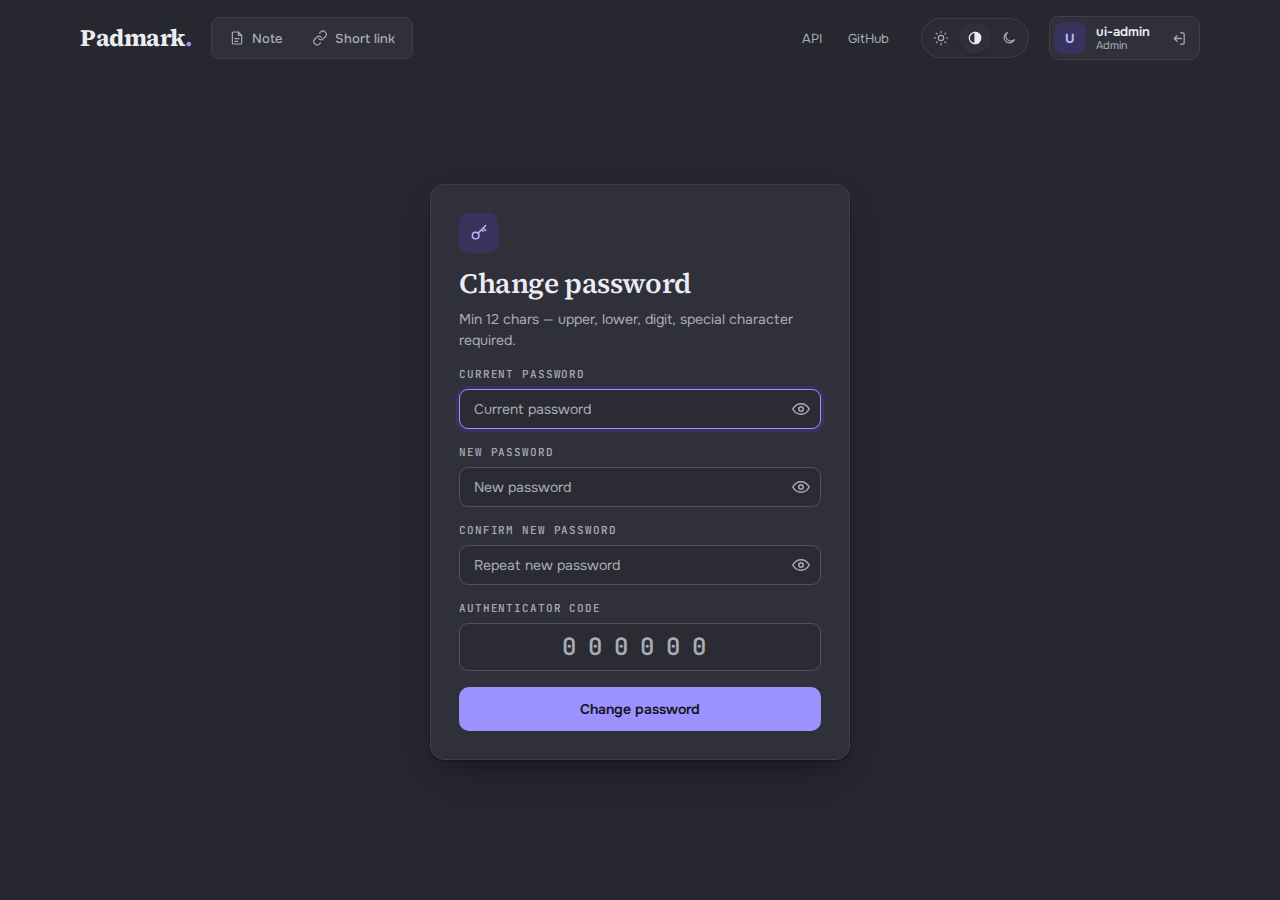 Padmark.
Note
Short link
API
GitHub
U
ui-admin
Admin
Change password
Min 12 chars — upper, lower, digit, special character
required.
CURRENT PASSWORD
Current password
NEW PASSWORD
New password
CONFIRM NEW PASSWORD
Repeat new password
AUTHENTICATOR CODE
000000
Change password